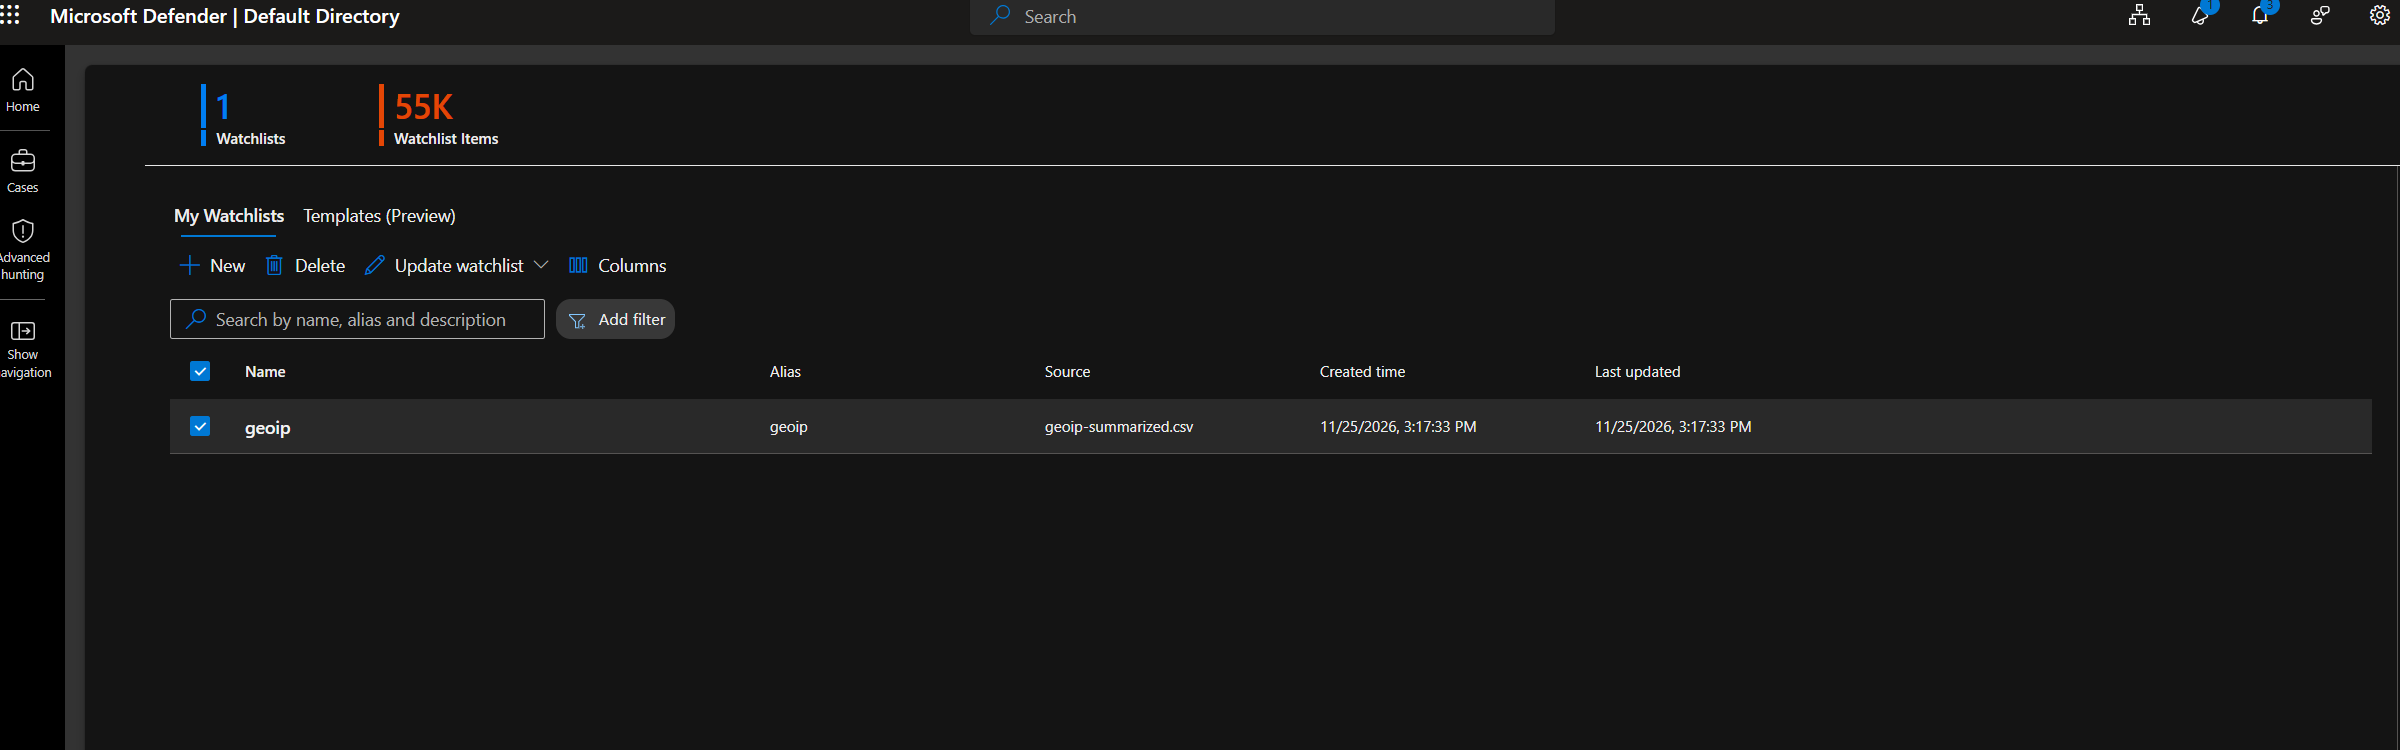 Microsoft Defender | Default Directory
Search
1
3
Home
Cases
Advanced
hunting
Show
navigation
1
Watchlists
55K
Watchlist Items
My Watchlists
Templates (Preview)
New
Delete
Update watchlist
Columns
Search by name, alias and description
Add filter
Name
Alias
Source
Created time
Last updated
geoip
geoip
geoip-summarized.csv
11/25/2026, 3:17:33 PM
11/25/2026, 3:17:33 PM